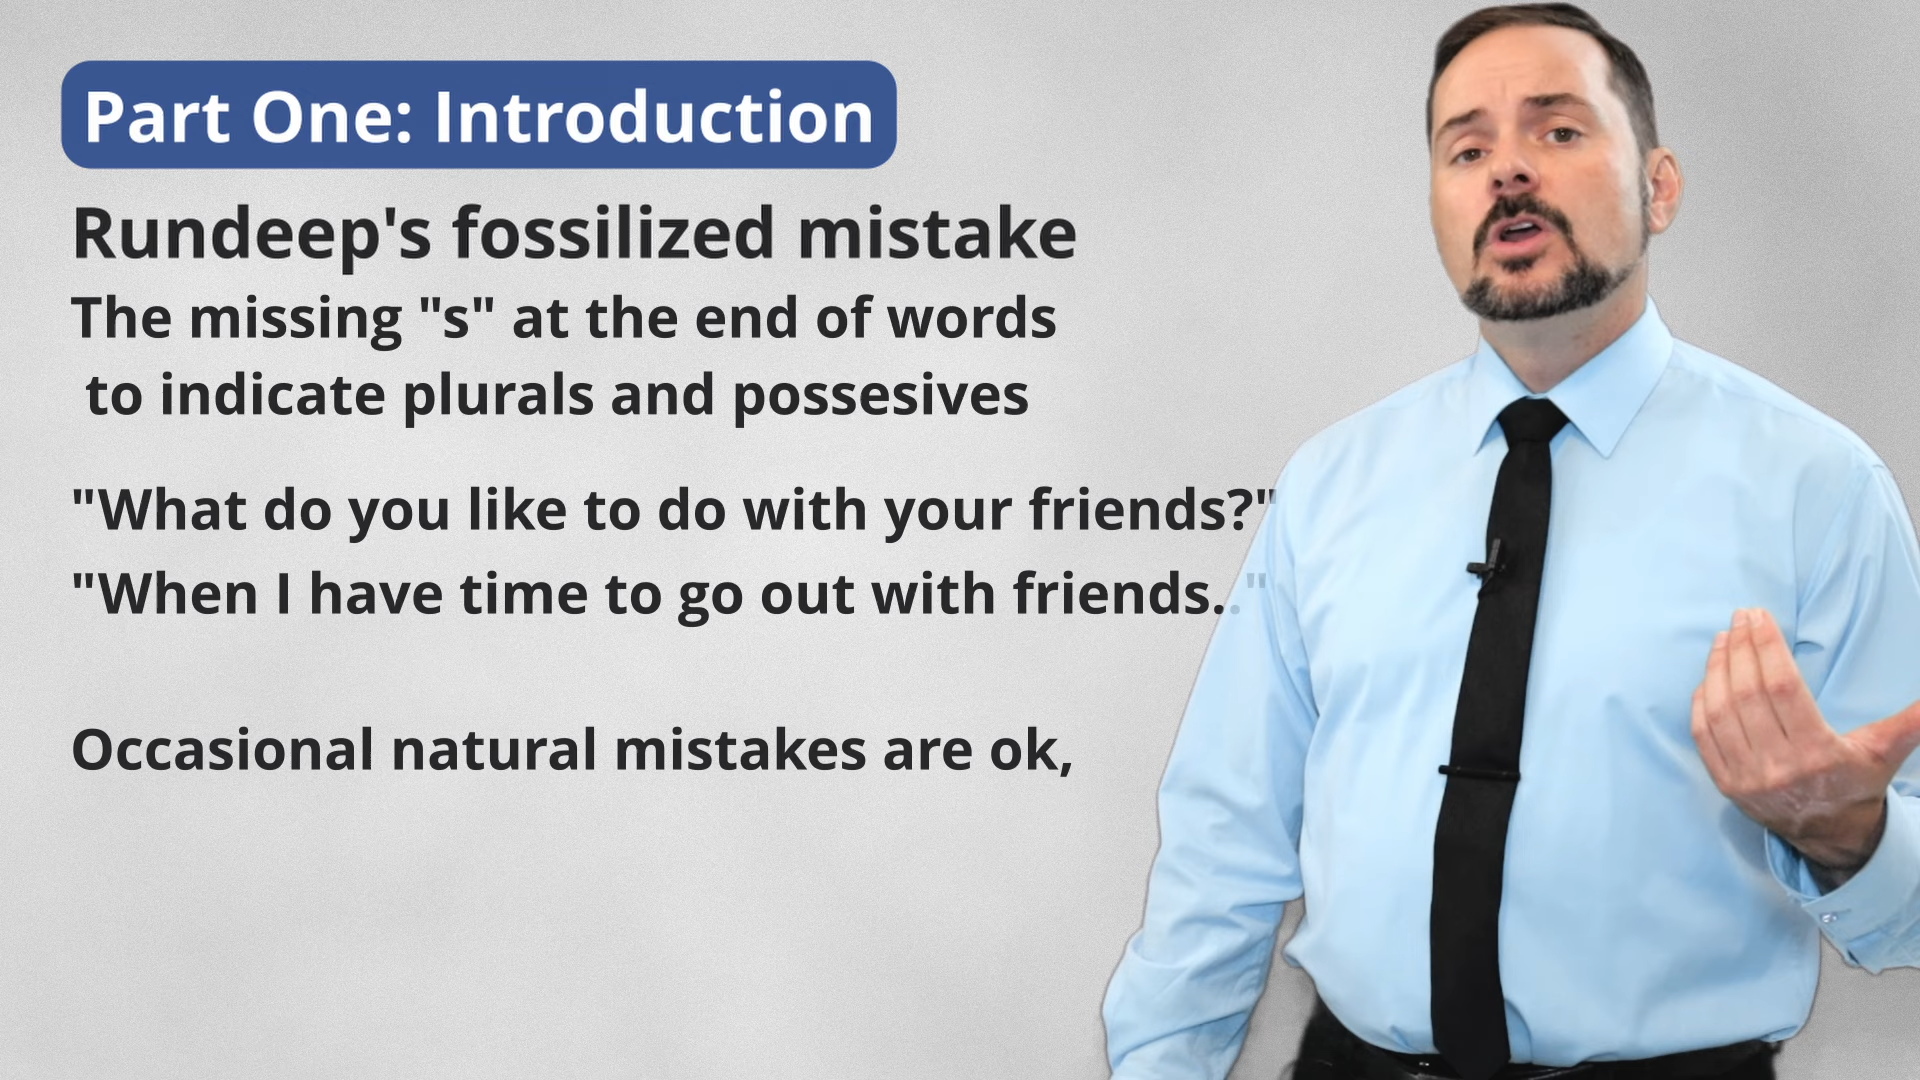 Part One: Introduction
Rundeep's fossilized mistake
The missing "s" at the end of words
to indicate plurals and possesives
"What do you like to do with your friends?"
"When I have time to go out with friends.."
Occasional natural mistakes are ok,